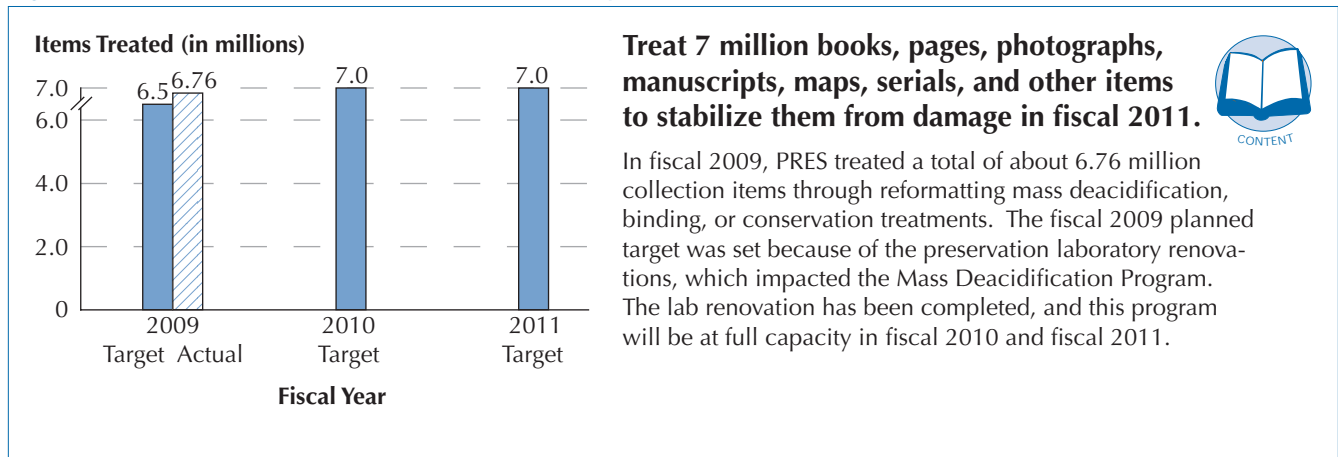 Items Treated (in millions)
7.0
6.0
4.0
2.0
0
6.5
6.76
7.0
7.0
2009
2010
2011
Target Actual
Target
Target
Fiscal Year
Treat 7 million books, pages, photographs,
manuscripts, maps, serials, and other items
to stabilize them from damage in fiscal 2011.
CONTENT
In fiscal 2009, PRES treated a total of about 6.76 million
collection items through reformatting mass deacidification,
binding, or conservation treatments. The fiscal 2009 planned
target was set because of the preservation laboratory renova-
tions, which impacted the Mass Deacidification Program.
The lab renovation has been completed, and this program
will be at full capacity in fiscal 2010 and fiscal 2011.